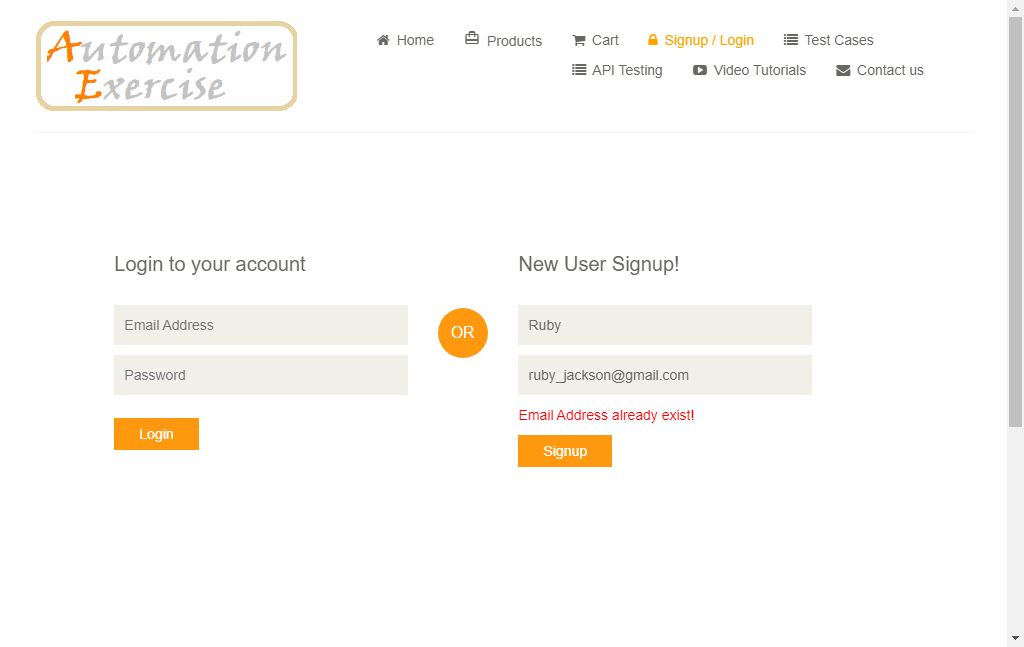 Automation
Exercise
Home Products Cart Signup / Login Test Cases
API Testing Video Tutorials Contact us
Login to your account
Email Address
Password
Login
OR
New User Signup!
Ruby
ruby_jackson@gmail.com
Email Address already exist!
Signup